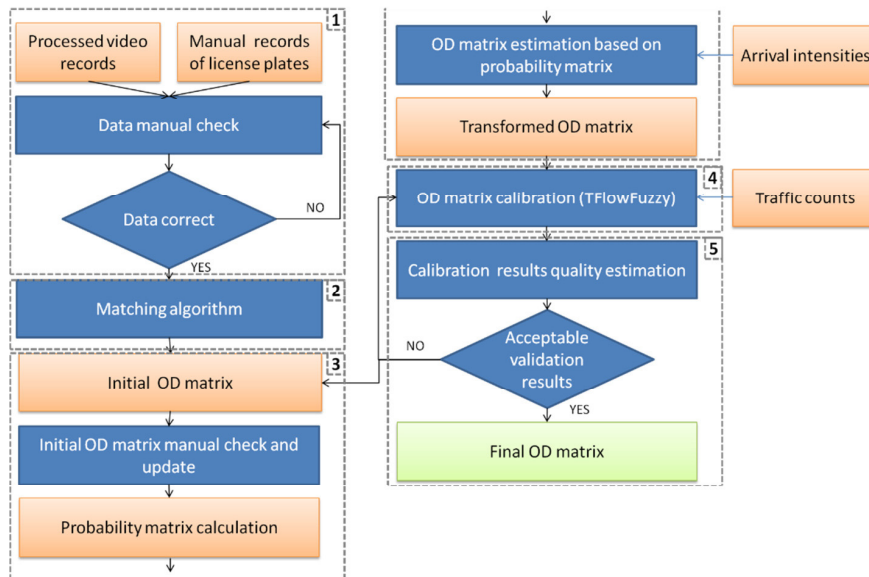 1
Processed video
records
Manual records
of license plates
Data manual check
Data correct
NO
YES
2
Matching algorithm
3
Initial OD matrix
Initial OD matrix manual check and
update
Probability matrix calculation
OD matrix estimation based on
probability matrix
Arrival intensities
Transformed OD matrix
4
OD matrix calibration (TFlowFuzzy)
Traffic counts
5
Calibration results quality estimation
Acceptable
validation
results
NO
YES
Final OD matrix